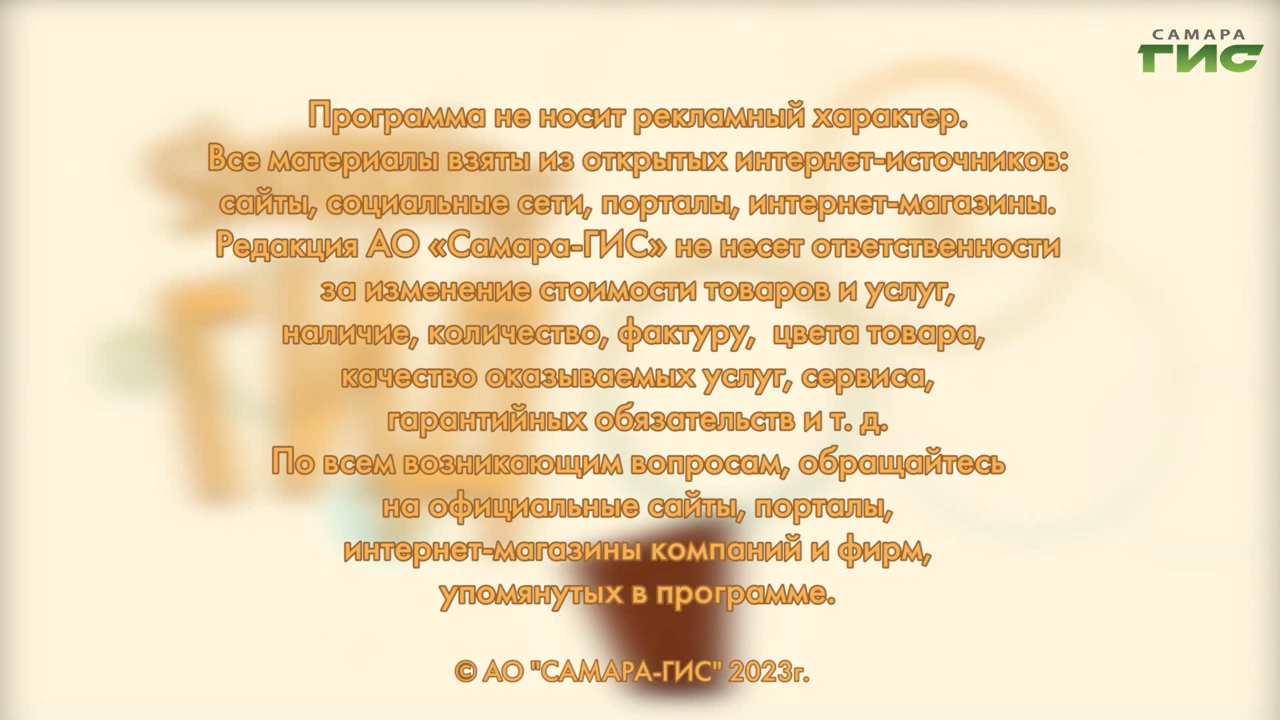 САМАРА
ГИС
Программа не носит рекламный характер.
Все материалы взяты из открытых интернет-источников:
сайты, социальные сети, порталы, интернет-магазины.
Редакция АО «Самара-ГИС» не несет ответственности
за изменение стоимости товаров и услуг,
наличие, количество, фактуру,  цвета товара,
качество оказываемых услуг, сервиса,
гарантийных обязательств и т. д.
По всем возникающим вопросам, обращайтесь
на официальные сайты, порталы,
интернет-магазины компаний и фирм,
упомянутых в программе.
© АО "САМАРА-ГИС" 2023г.